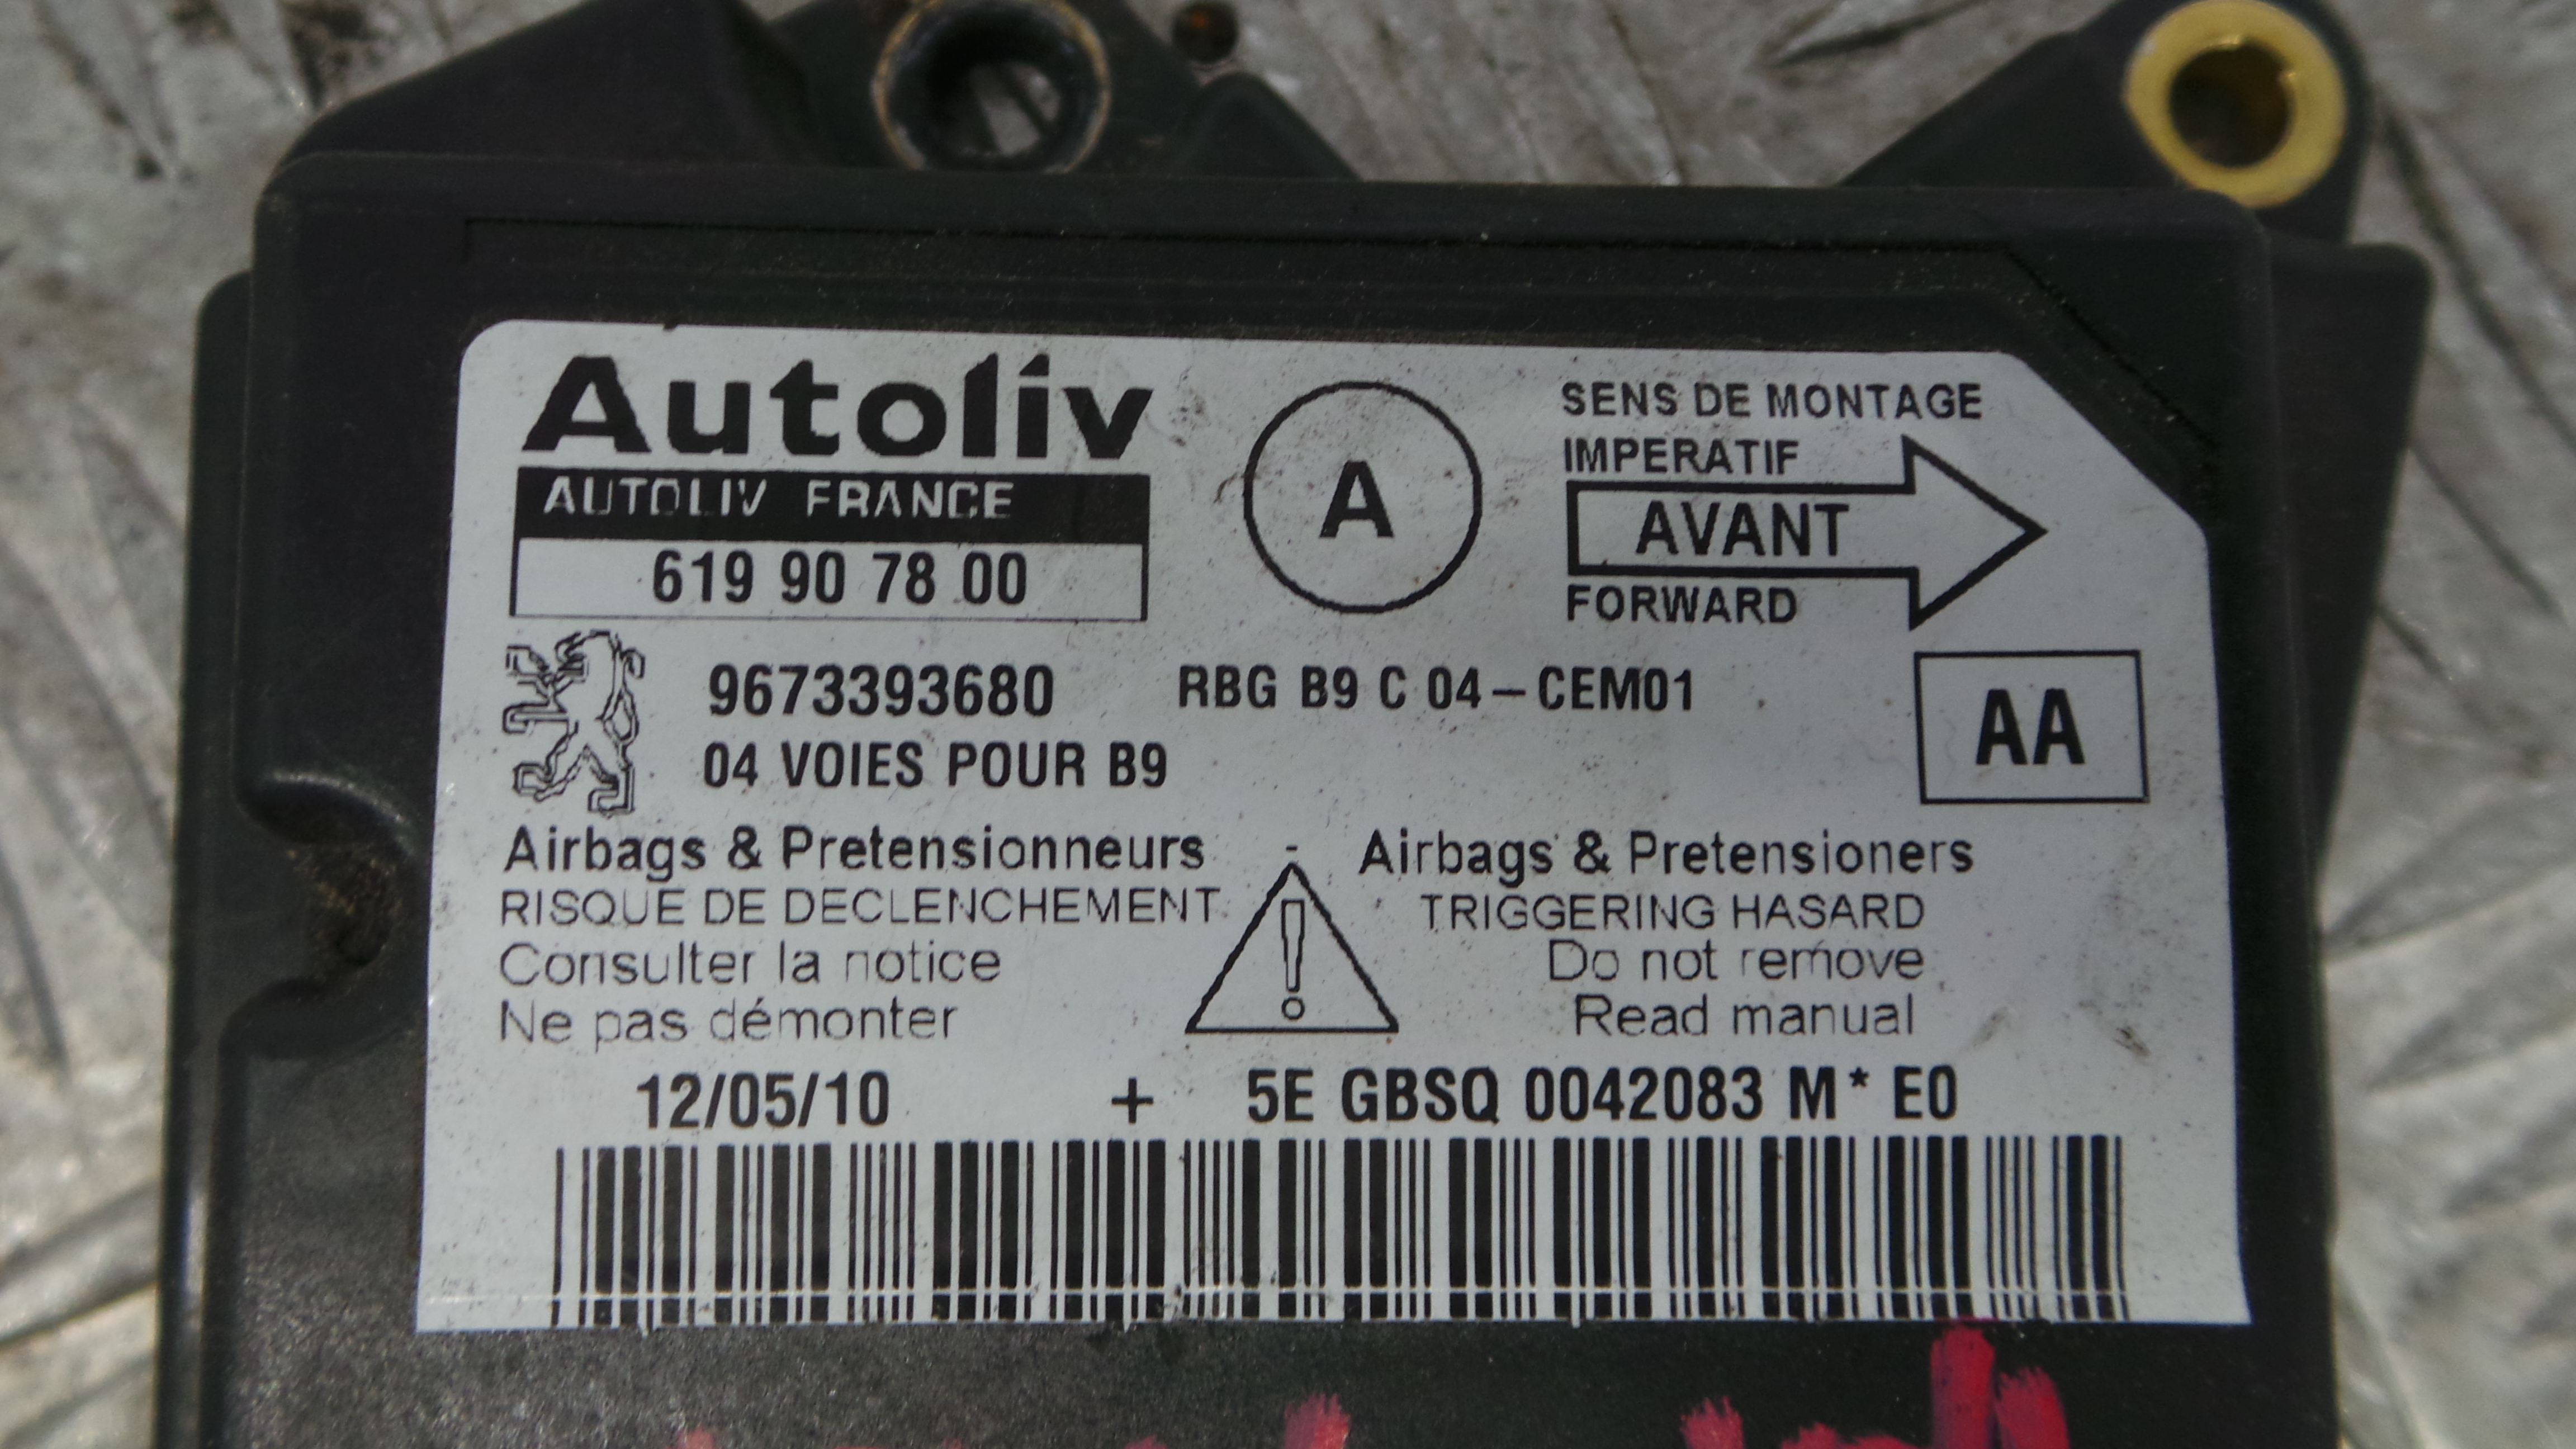 Autoliv
AUTOLIV FRANCE
619 90 78 00
A
SENS DE MONTAGE
IMPERATIF
AVANT
FORWARD
9673393680 RBG B9 C 04-CEM01
04 VOIES POUR B9
AA
Airbags & Pretensionneurs - Airbags & Pretensioners
RISQUE DE DECLENCHEMENT ! TRIGGERING HASARD
Consulter la notice Do not remove
Ne pas démonter Read manual
12/05/10 + 5E GBSQ 0042083 M* E0